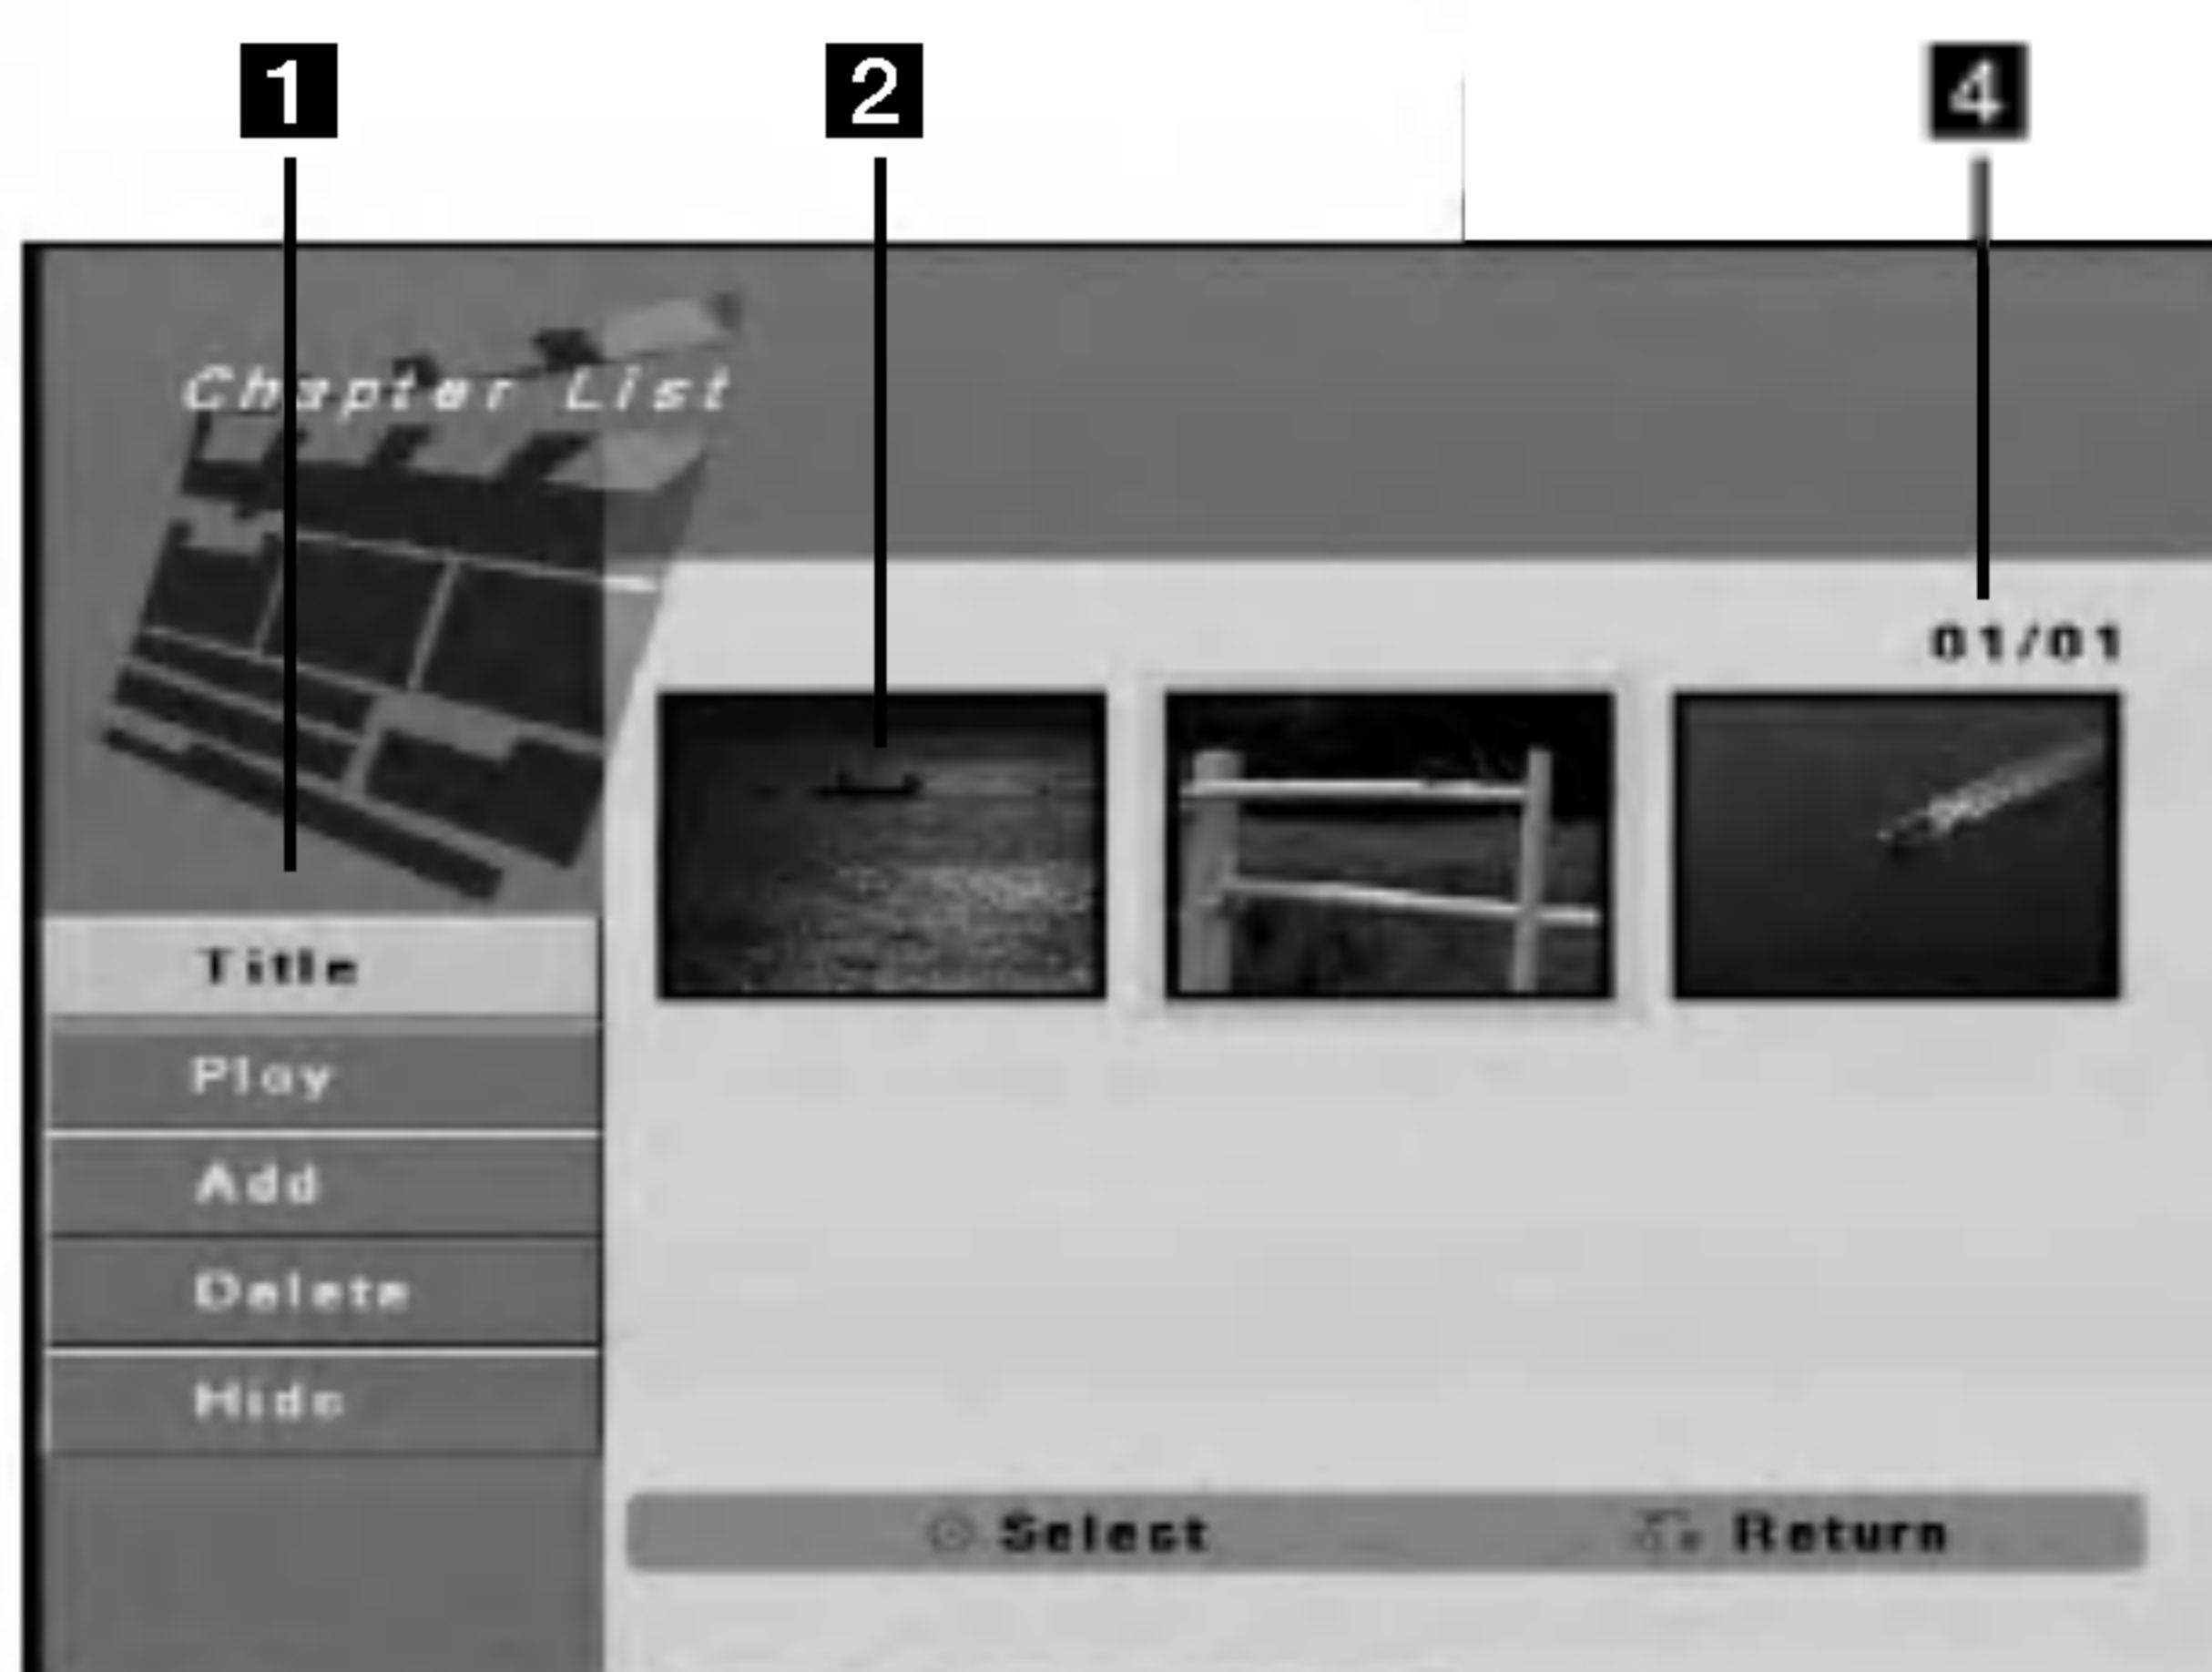 1 2 4
Chapter List
01/01
Title
Play
Add
Delete
Hide
Select Return